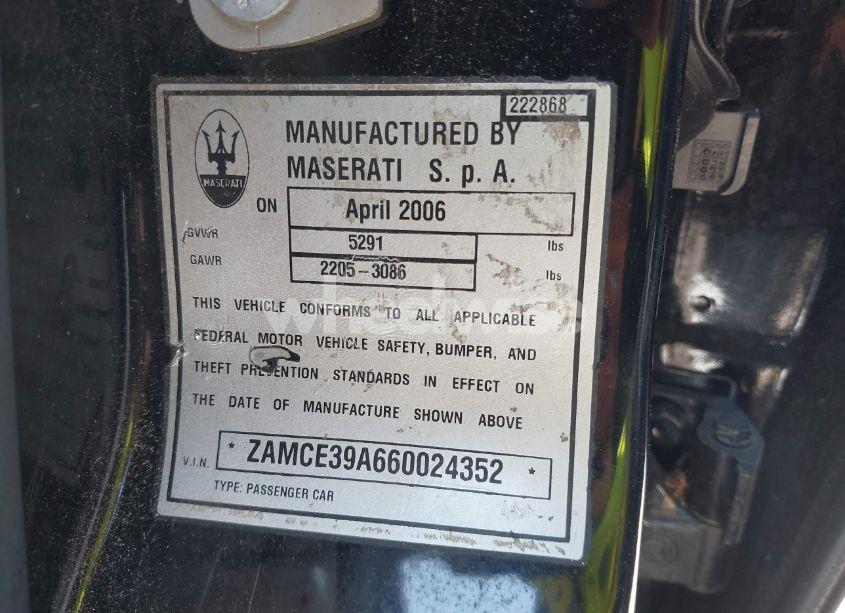 222868
MASERATI
MANUFACTURED BY
MASERATI S. p. A.
ON April 2006
GVWR 5291 lbs
GAWR 2205-3086 lbs
THIS VEHICLE CONFORMS TO ALL APPLICABLE
FEDERAL MOTOR VEHICLE SAFETY, BUMPER, AND
THEFT PREVENTION STANDARDS IN EFFECT ON
THE DATE OF MANUFACTURE SHOWN ABOVE
V.I.N. * ZAMCE39A660024352 *
TYPE: PASSENGER CAR